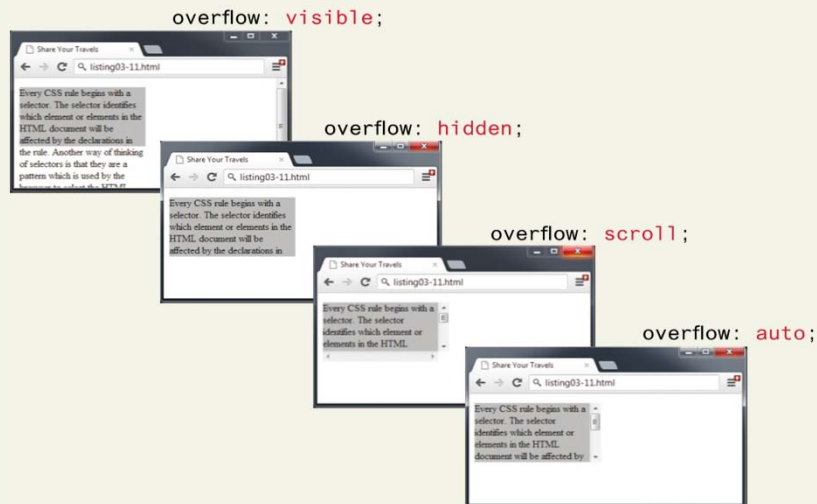 overflow: visible;
Share Your Travels
listing03-11.html
Every CSS rule begins with a
selector. The selector identifies
which element or elements in the
HTML document will be
affected by the declarations in
the rule. Another way of thinking
of selectors is that they are a
pattern which is used by the
browser to select the HTML
overflow: hidden;
Share Your Travels
listing03-11.html
Every CSS rule begins with a
selector. The selector identifies
which element or elements in the
HTML document will be
affected by the declarations in
overflow: scroll;
Share Your Travels
listing03-11.html
Every CSS rule begins with a
selector. The selector
identifies which element or
elements in the HTML
overflow: auto;
Share Your Travels
listing03-11.html
Every CSS rule begins with a
selector. The selector
identifies which element or
elements in the HTML
document will be affected by